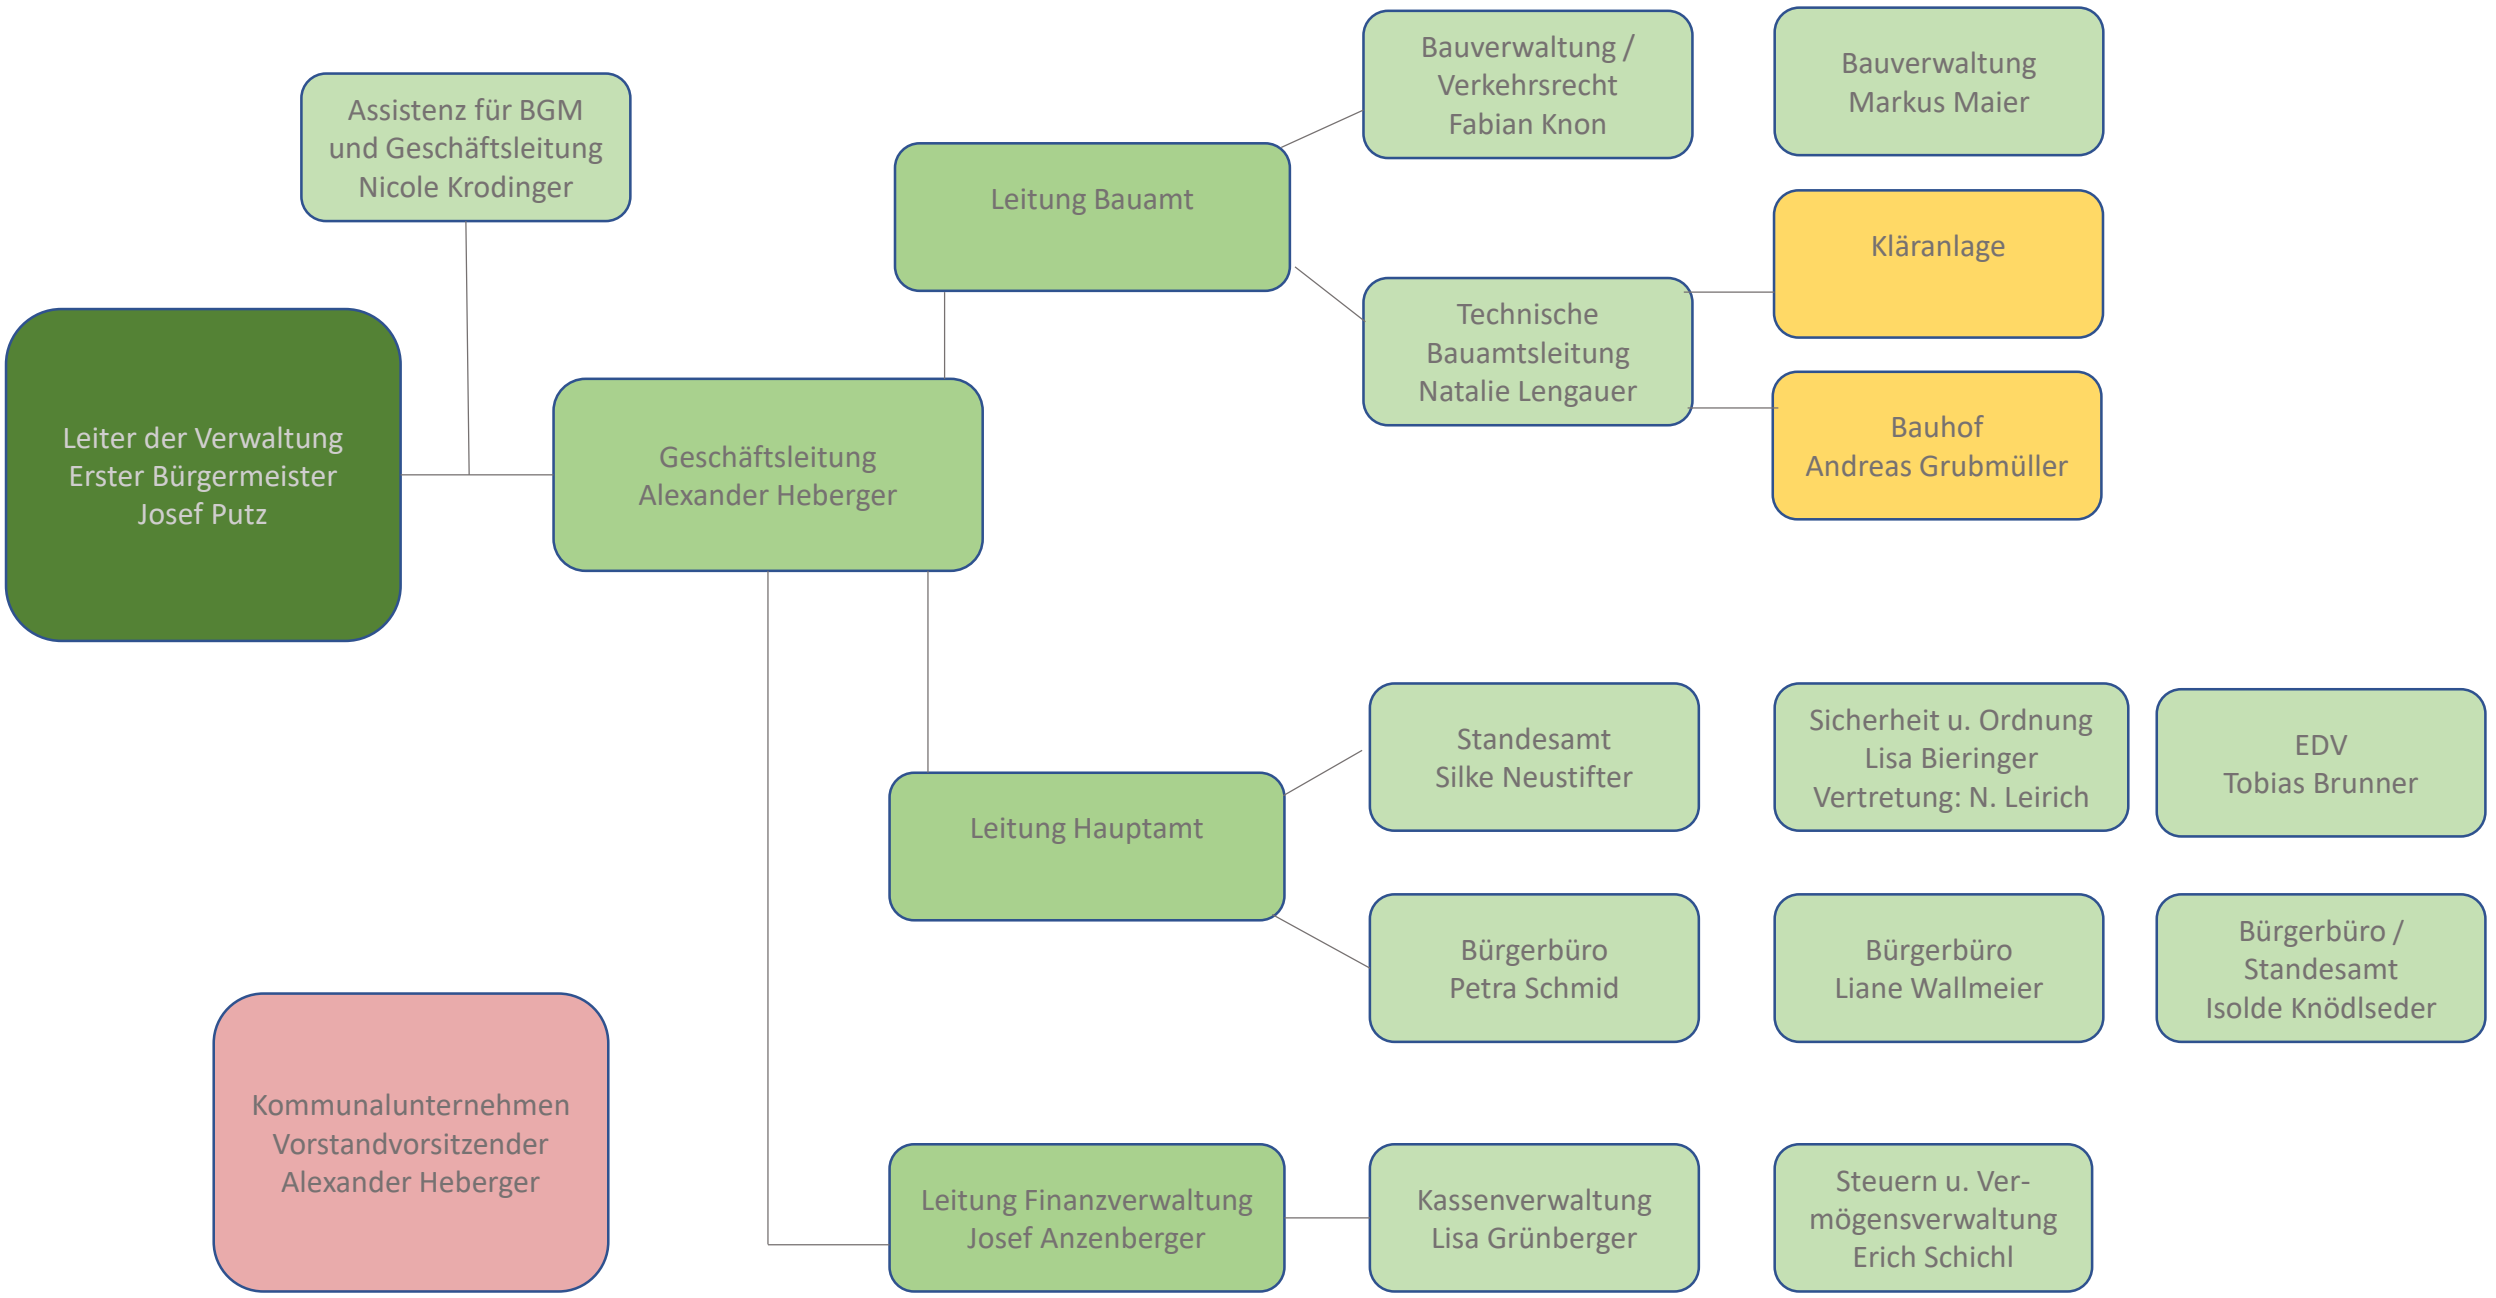 Assistenz für BGM
und Geschäftsleitung
Nicole Krodinger
Leiter der Verwaltung
Erster Bürgermeister
Josef Putz
Geschäftsleitung
Alexander Heberger
Leitung Bauamt
Bauverwaltung /
Verkehrsrecht
Fabian Knon
Bauverwaltung
Markus Maier
Technische
Bauamtsleitung
Natalie Lengauer
Kläranlage
Bauhof
Andreas Grubmüller
Leitung Hauptamt
Standesamt
Silke Neustifter
Sicherheit u. Ordnung
Lisa Bieringer
Vertretung: N. Leirich
EDV
Tobias Brunner
Bürgerbüro
Petra Schmid
Bürgerbüro
Liane Wallmeier
Bürgerbüro /
Standesamt
Isolde Knödlseder
Kommunalunternehmen
Vorstandvorsitzender
Alexander Heberger
Leitung Finanzverwaltung
Josef Anzenberger
Kassenverwaltung
Lisa Grünberger
Steuern u. Ver-
mögensverwaltung
Erich Schichl